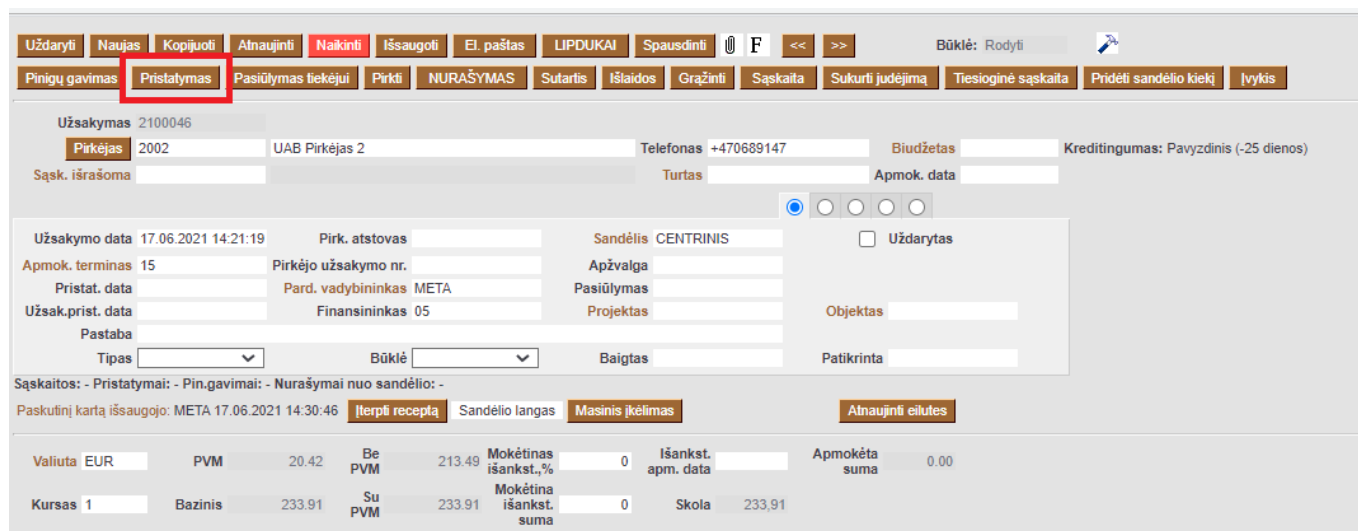 Uždaryti Naujas Kopijuoti Atnaujinti Naikinti Išsaugoti El. paštas LIPDUKAI Spausdinti F << >> Būklė: Rodyti
Pinigų gavimas Pristatymas Pasiūlymas tiekėjui Pirkti NURAŠYMAS Sutartis Išlaidos Grąžinti Sąskaita Sukurti judėjimą Tiesioginė sąskaita Pridėti sandėlio kiekį Įvykis
Užsakymas 2100046
Pirkėjas 2002 UAB Pirkėjas 2 Telefonas +470689147 Biudžetas Kreditingumas: Pavyzdinis (-25 dienos)
Sąsk. išrašoma Turtas Apmok. data
Užsakymo data 17.06.2021 14:21:19 Pirk. atstovas Sandėlis CENTRINIS Uždarytas
Apmok. terminas 15 Pirkėjo užsakymo nr. Apžvalga
Pristat. data Pard. vadybininkas META Pasiūlymas
Užsak.prist. data Finansininkas 05 Projektas Objektas
Pastaba
Tipas Būklė Baigtas Patikrinta
Sąskaitos: - Pristatymai: - Pin.gavimai: - Nurašymai nuo sandėlio: -
Paskutinį kartą išsaugojo: META 17.06.2021 14:30:46 Įterpti receptą Sandėlio langas Masinis įkėlimas Atnaujinti eilutes
Valiuta EUR PVM 20.42 Be PVM 213.49 Mokėtinas išankst.,% 0 Išankst. apm. data Apmokėta suma 0.00
Kursas 1 Bazinis 233.91 Su PVM 233.91 Mokėtina išankst. suma 0 Skola 233,91